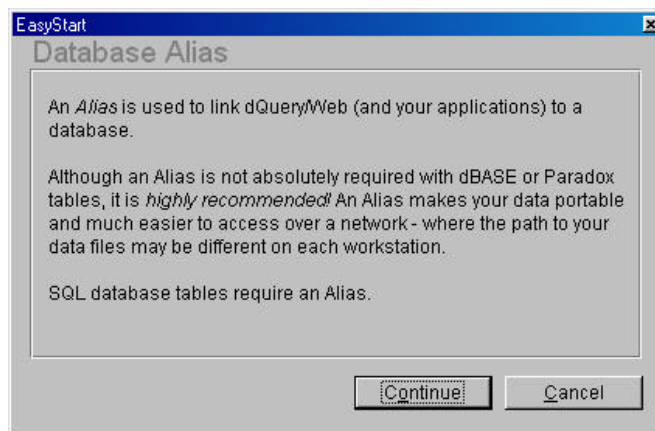 EasyStart
Database Alias
An Alias is used to link dQuery/Web (and your applications) to a
database.
Although an Alias is not absolutely required with dBASE or Paradox
tables, it is highly recommended! An Alias makes your data portable
and much easier to access over a network - where the path to your
data files may be different on each workstation.
SQL database tables require an Alias.
Continue Cancel